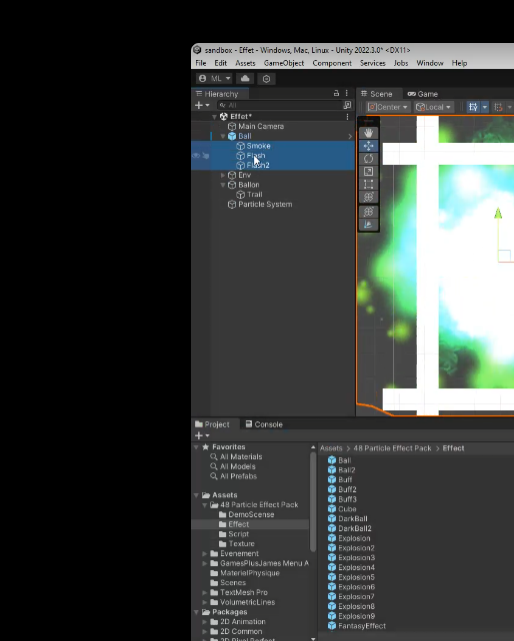 sandbox - Effet - Windows, Mac, Linux - Unity 2022.3.0* <DX11>
File Edit Assets GameObject Component Services Jobs Window Help
ML
Hierarchy
Scene Game
All
Center Local
Effet*
Main Camera
Ball
Smoke
Flash
Flash2
Env
Ballon
Trail
Particle System
Project Console
Favorites
All Materials
All Models
All Prefabs
Assets
48 Particle Effect Pack
DemoScense
Effect
Script
Texture
Evenement
GamesPlusJames Menu A
MaterielPhysique
Scenes
TextMesh Pro
VolumetricLines
Packages
2D Animation
2D Common
Assets > 48 Particle Effect Pack > Effect
Ball
Ball2
Buff
Buff2
Buff3
Cube
DarkBall
DarkBall2
Explosion
Explosion2
Explosion3
Explosion4
Explosion5
Explosion6
Explosion7
Explosion8
Explosion9
FantasyEffect